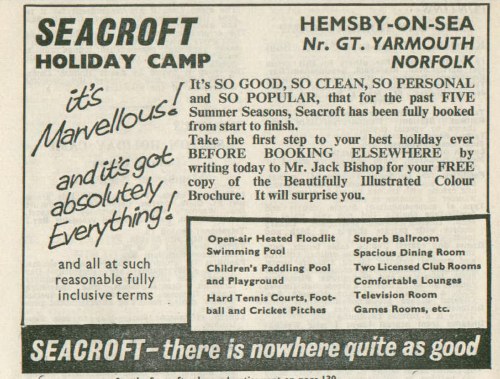 SEACROFT
HOLIDAY CAMP
HEMSBY-ON-SEA
Nr. GT. YARMOUTH
NORFOLK
it's
Marvellous!
and it's got
absolutely
Everything!
and all at such
reasonable fully
inclusive terms
It's SO GOOD, SO CLEAN, SO PERSONAL
and SO POPULAR, that for the past FIVE
Summer Seasons, Seacroft has been fully booked
from start to finish.
Take the first step to your best holiday ever
BEFORE BOOKING ELSEWHERE by
writing today to Mr. Jack Bishop for your FREE
copy of the Beautifully Illustrated Colour
Brochure. It will surprise you.
Open-air Heated Floodlit
Swimming Pool
Children's Paddling Pool
and Playground
Hard Tennis Courts, Foot-
ball and Cricket Pitches
Superb Ballroom
Spacious Dining Room
Two Licensed Club Rooms
Comfortable Lounges
Television Room
Games Rooms, etc.
SEACROFT–there is nowhere quite as good